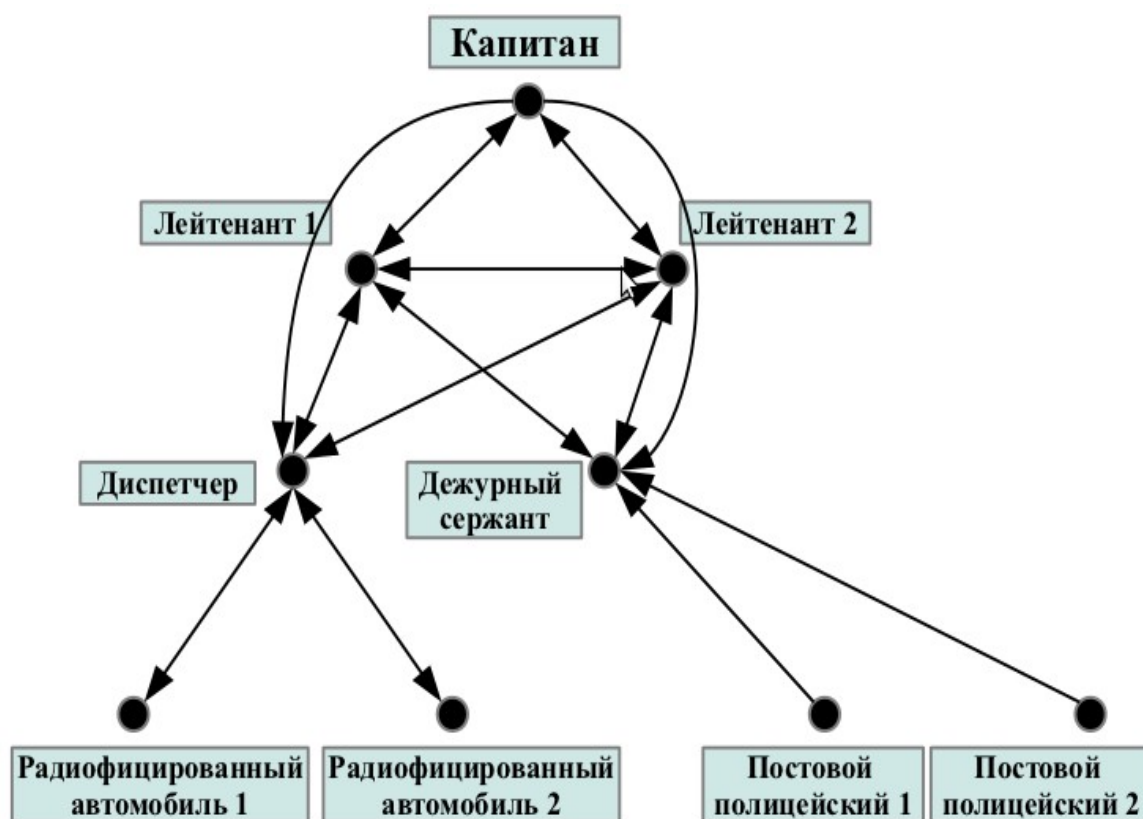 Капитан
Лейтенант 1
Лейтенант 2
Диспетчер
Дежурный
сержант
Радиофицированный
автомобиль 1
Радиофицированный
автомобиль 2
Постовой
полицейский 1
Постовой
полицейский 2